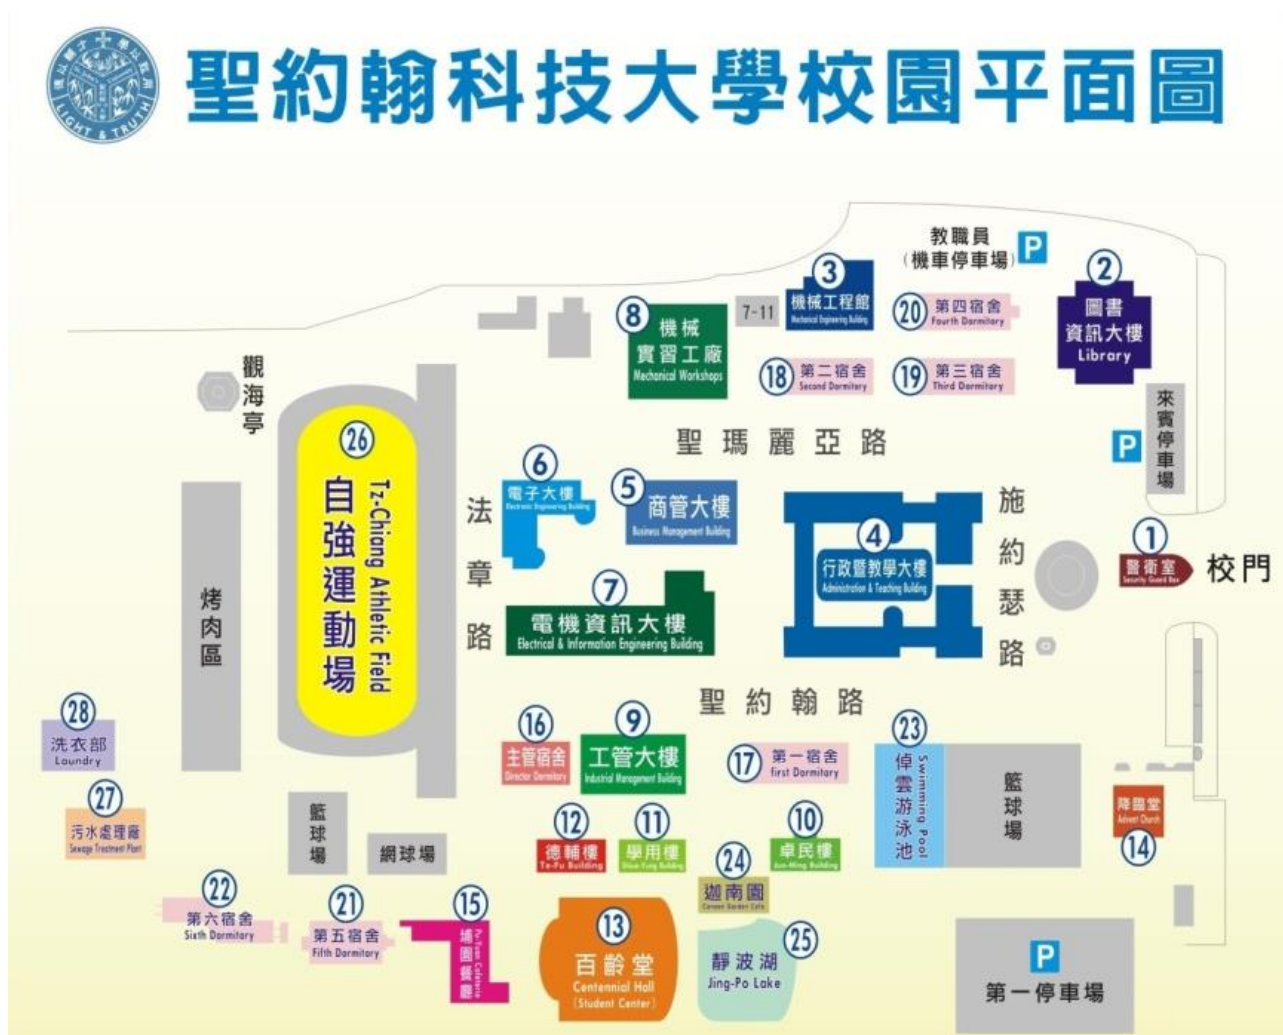 聖約翰科技大學校園平面圖
LIGHT & TRUTH
教職員
(機車停車場)
P
3
機械工程館
Mechanical Engineering Building
2
圖書
資訊大樓
Library
8
機械
實習工廠
Mechanical Workshops
7-11
20
第四宿舍
Fourth Dormitory
18
第二宿舍
Second Dormitory
19
第三宿舍
Third Dormitory
觀海亭
來賓停車場
P
聖瑪麗亞路
26
自強運動場
Tz-Chiang Athletic Field
法章路
6
電子大樓
Electronic Engineering Building
5
商管大樓
Business Management Building
4
行政暨教學大樓
Administration & Teaching Building
施約瑟路
1
警衛室
Security Guard Box
校門
烤肉區
7
電機資訊大樓
Electrical & Information Engineering Building
聖約翰路
28
洗衣部
Laundry
16
主管宿舍
Director Dormitory
9
工管大樓
Industrial Management Building
17
第一宿舍
first Dormitory
23
倬雲游泳池
Swimming Pool
籃球場
降臨堂
Advent Church
14
27
污水處理廠
Sewage Treatment Plant
籃球場
網球場
12
德輔樓
Te-Fu Building
11
學用樓
10
卓民樓
24
迦南園
22
第六宿舍
Sixth Dormitory
21
第五宿舍
Fifth Dormitory
15
埔園餐廳
Pu-Yuan Cafeteria
13
百齡堂
Centennial Hall
(Student Center)
25
靜波湖
Jing-Po Lake
P
第一停車場